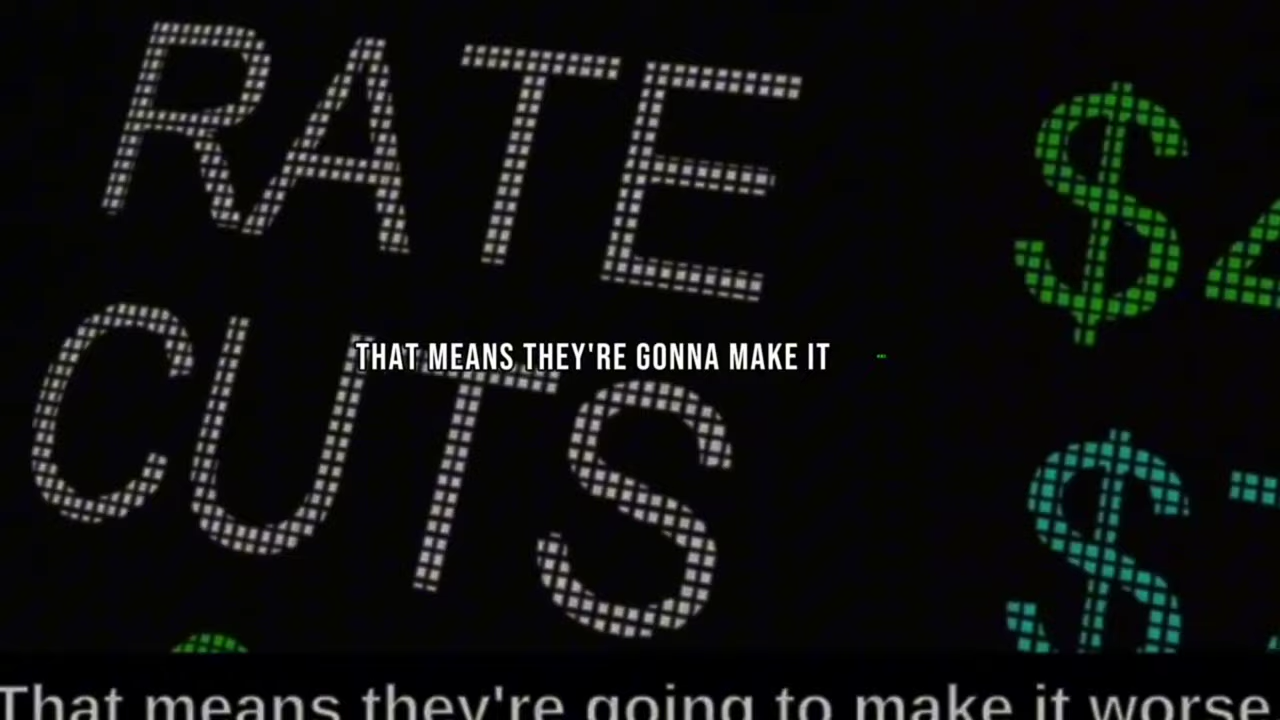 RATE
CUTS
$
$
THAT MEANS THEY'RE GONNA MAKE IT
That means they're going to make it worse